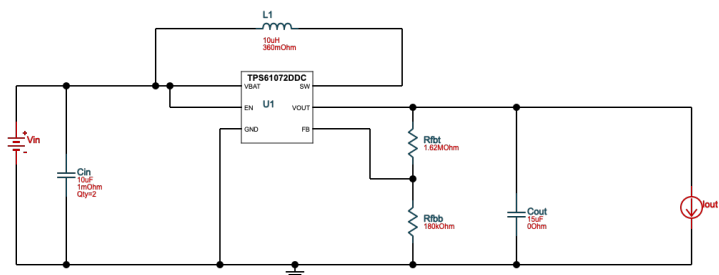 L1
10uH
360mOhm
TPS61072DDC
VBAT
SW
U1
EN
VOUT
GND
FB
Vin
Cin
10uF
1mOhm
Qty=2
Rfbt
1.62MOhm
Rfbb
180kOhm
Cout
15uF
0Ohm
Iout